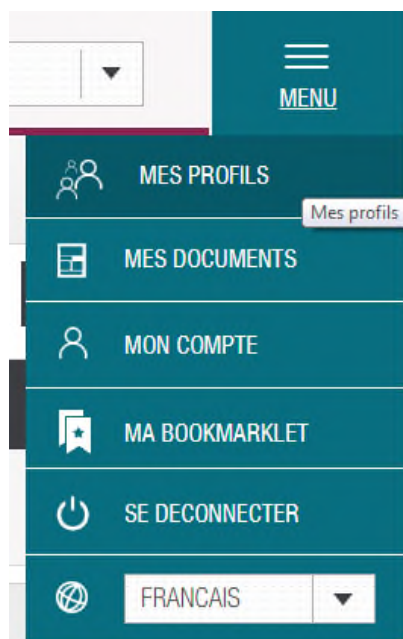 MENU
MES PROFILS
Mes profils
MES DOCUMENTS
MON COMPTE
MA BOOKMARKLET
SE DECONNECTER
FRANCAIS